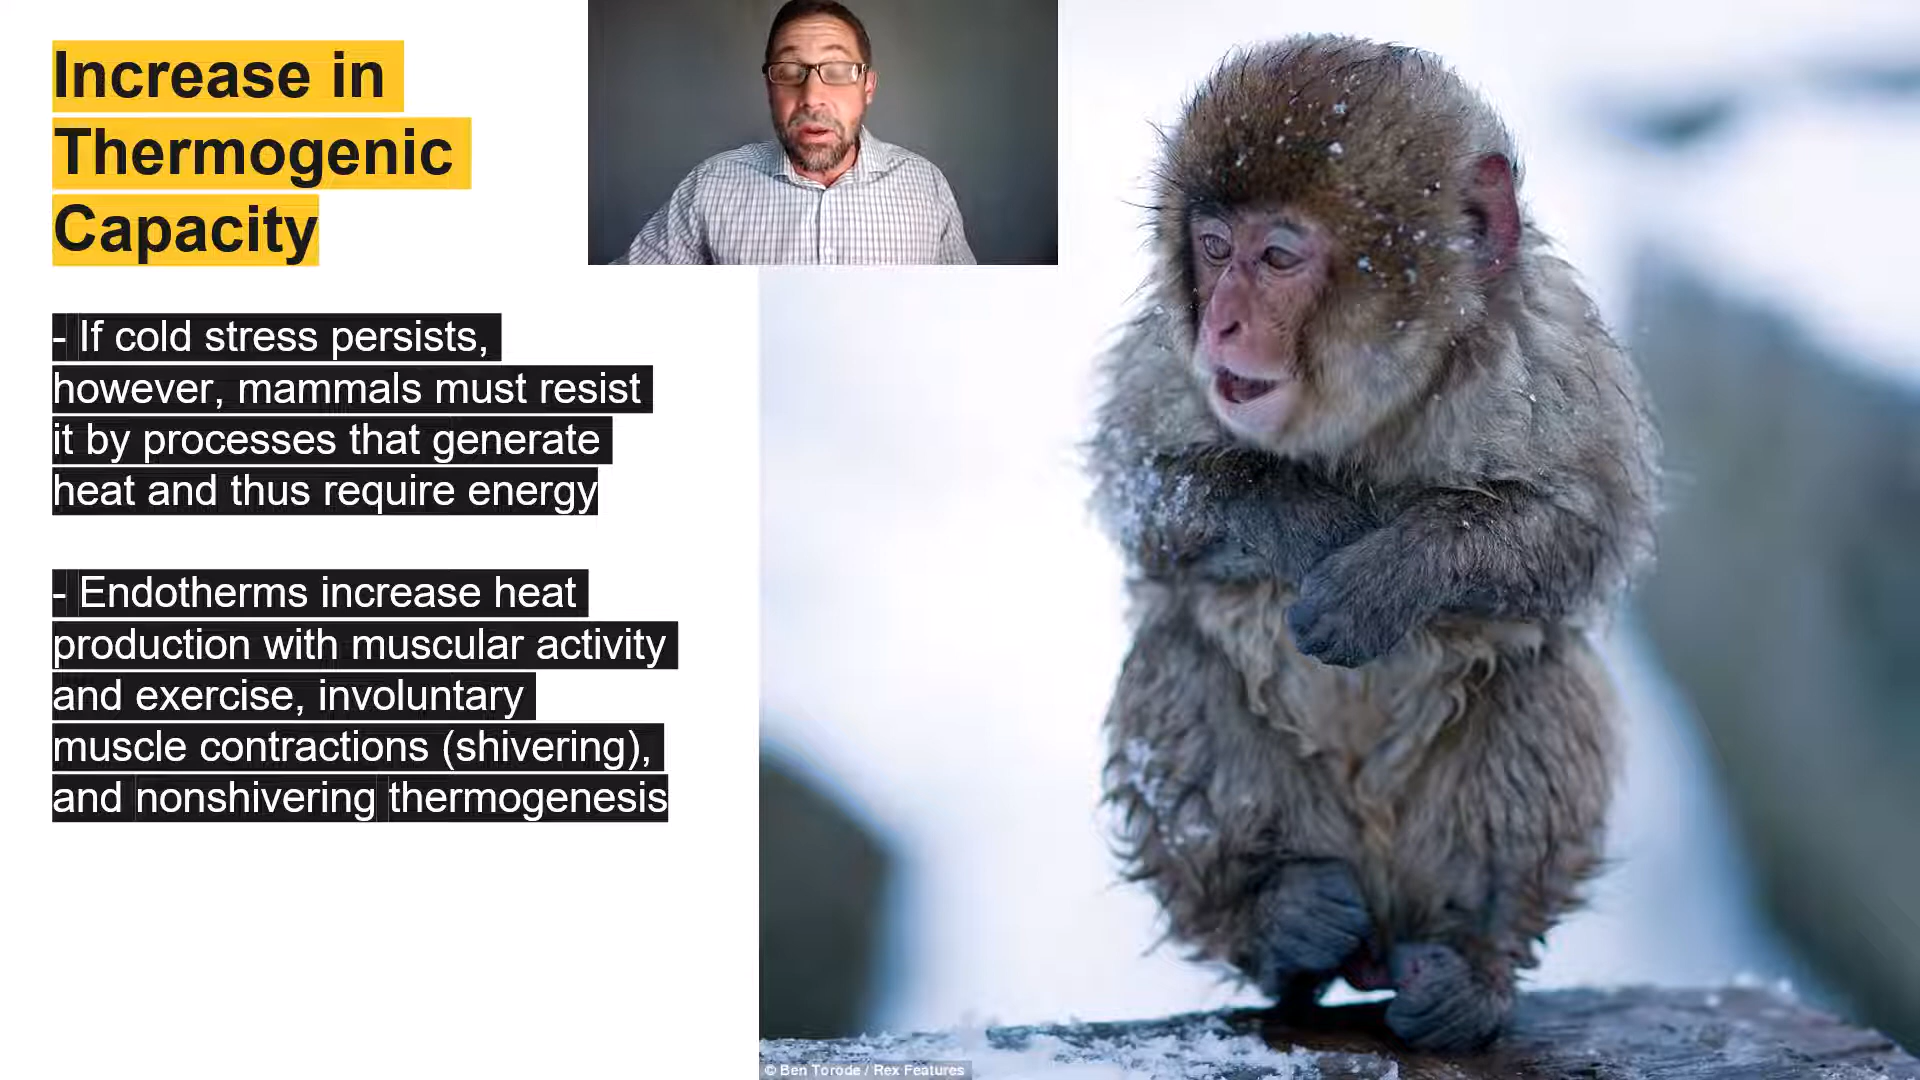 Increase in
Thermogenic
Capacity
- If cold stress persists,
however, mammals must resist
it by processes that generate
heat and thus require energy
- Endotherms increase heat
production with muscular activity
and exercise, involuntary
muscle contractions (shivering),
and nonshivering thermogenesis
© Ben Torode / Rex Features